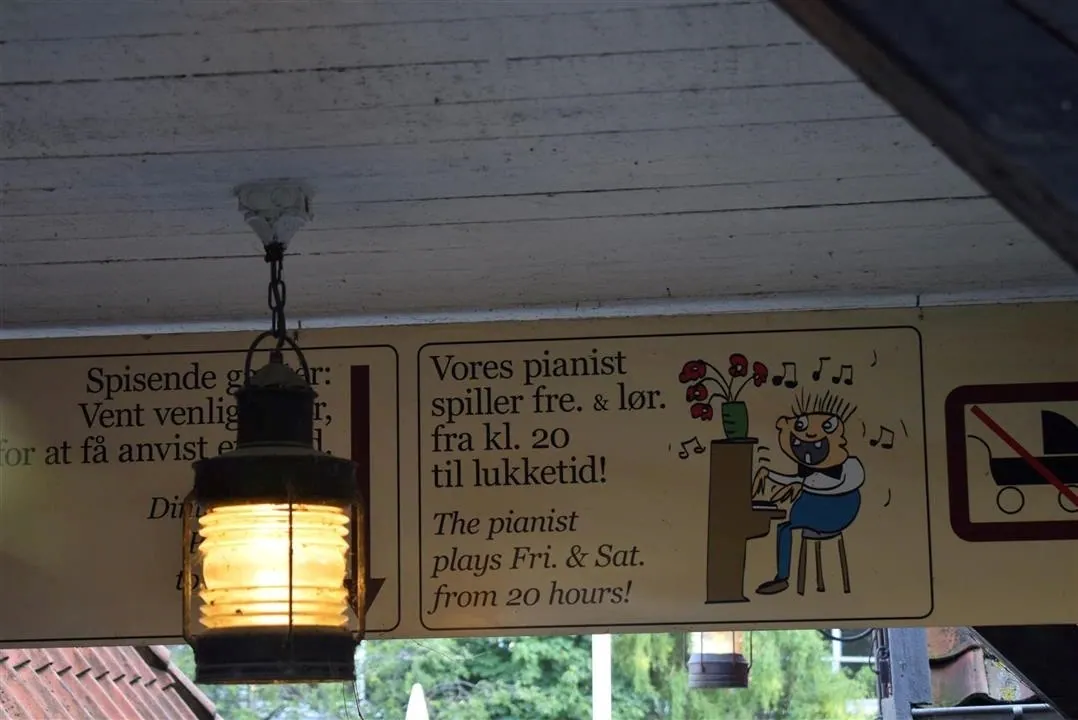 Spisende
Vent
for at få anvist
Vores pianist
spiller fre. & lør.
fra kl. 20
til lukketid!
The pianist
plays Fri. & Sat.
from 20 hours!